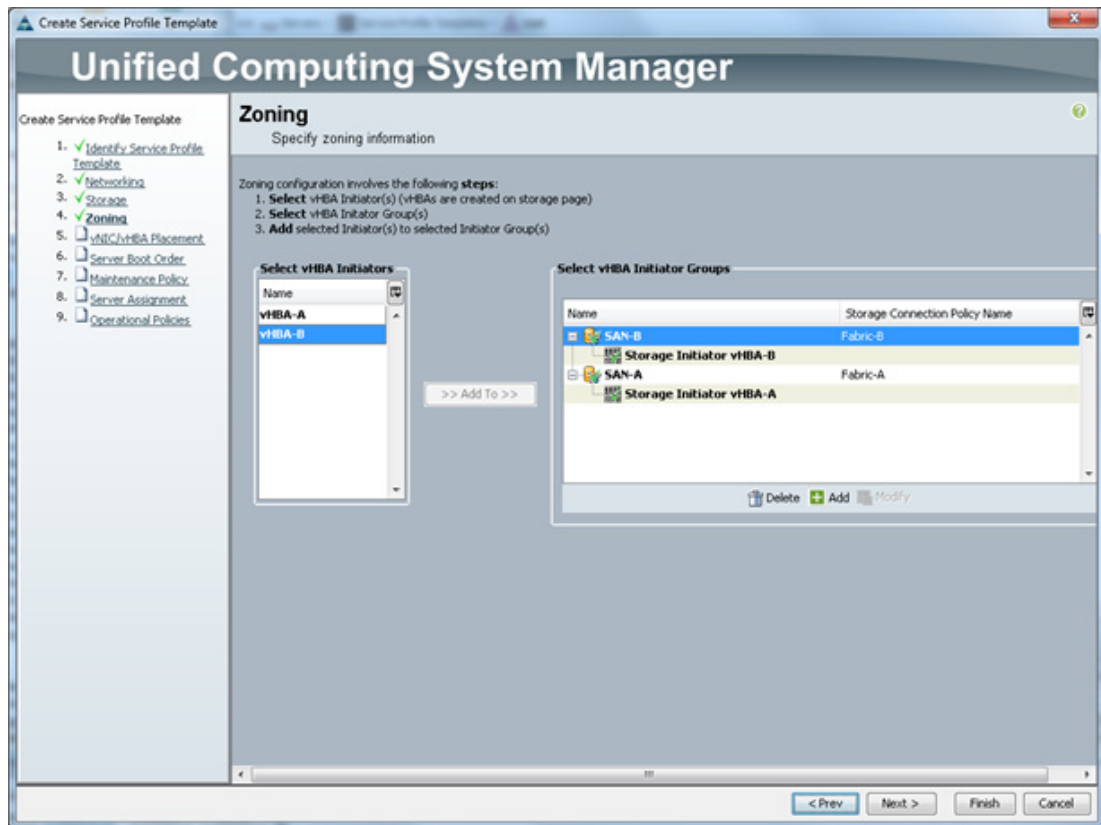 Create Service Profile Template
Unified Computing System Manager
Create Service Profile Template
1. Identify Service Profile
Template
2. Networking
3. Storage
4. Zoning
5. vNIC/vHBA Placement
6. Server Boot Order
7. Maintenance Policy
8. Server Assignment
9. Operational Policies
Zoning
Specify zoning information
Zoning configuration involves the following steps:
1. Select vHBA Initiator(s) (vHBAs are created on storage page)
2. Select vHBA Initiator Group(s)
3. Add selected Initiator(s) to selected Initiator Group(s)
Select vHBA Initiators
Name
vHBA-A
vHBA-B
>> Add To >>
Select vHBA Initiator Groups
Name Storage Connection Policy Name
SAN-B Fabric-B
Storage Initiator vHBA-B
SAN-A Fabric-A
Storage Initiator vHBA-A
Delete Add Modify
< Prev Next > Finish Cancel